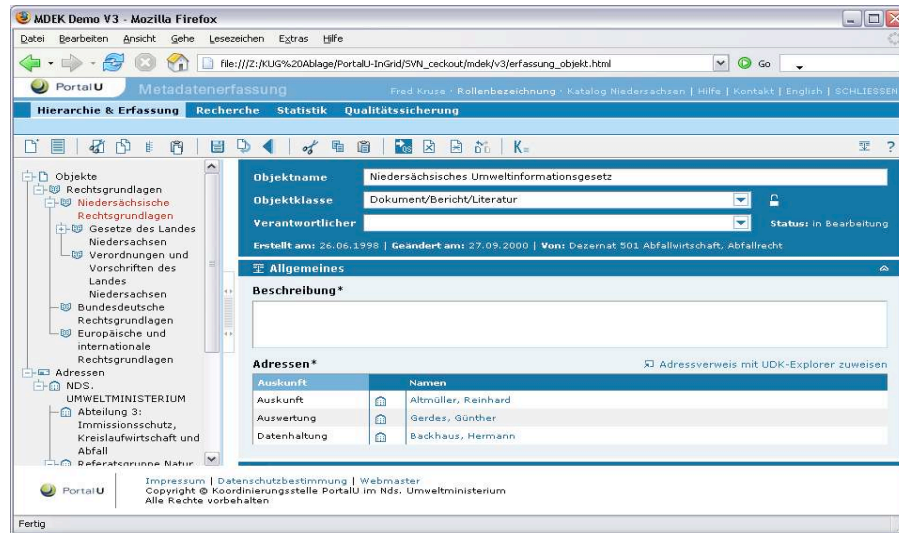 MDEK Demo V3 - Mozilla Firefox
Datei Bearbeiten Ansicht Gehe Lesezeichen Extras Hilfe
file:///Z:/KUG%20Ablage/PortalU-InGrid/SVN_ceckout/mdek/v3/erfassung_objekt.html
Go
PortalU
Metadatenerfassung
Fred Kruse - Rollenbezeichnung - Katalog Niedersachsen | Hilfe | Kontakt | English | SCHLIESSEN
Hierarchie & Erfassung Recherche Statistik Qualitätssicherung
K=
?
Objekte
Rechtsgrundlagen
Niedersächsische
Rechtsgrundlagen
Gesetze des Landes
Niedersachsen
Verordnungen und
Vorschriften des
Landes
Niedersachsen
Bundesdeutsche
Rechtsgrundlagen
Europäische und
internationale
Rechtsgrundlagen
Adressen
NDS.
UMWELTMINISTERIUM
Abteilung 3:
Immissionsschutz,
Kreislaufwirtschaft und
Abfall
Referatsgruppe Natur
Objektname Niedersächsisches Umweltinformationsgesetz
Objektklasse Dokument/Bericht/Literatur
Verantwortlicher
Status: in Bearbeitung
Erstellt am: 26.06.1998 | Geändert am: 27.09.2000 | Von: Dezernat 501 Abfallwirtschaft, Abfallrecht
Allgemeines
Beschreibung*
Adressen*
Adressverweis mit UDK-Explorer zuweisen
Auskunft Namen
Auskunft Altmüller, Reinhard
Auswertung Gerdes, Günther
Datenhaltung Backhaus, Hermann
PortalU
Impressum | Datenschutzbestimmung | Webmaster
Copyright © Koordinierungsstelle PortalU im Nds. Umweltministerium
Alle Rechte vorbehalten
Fertig